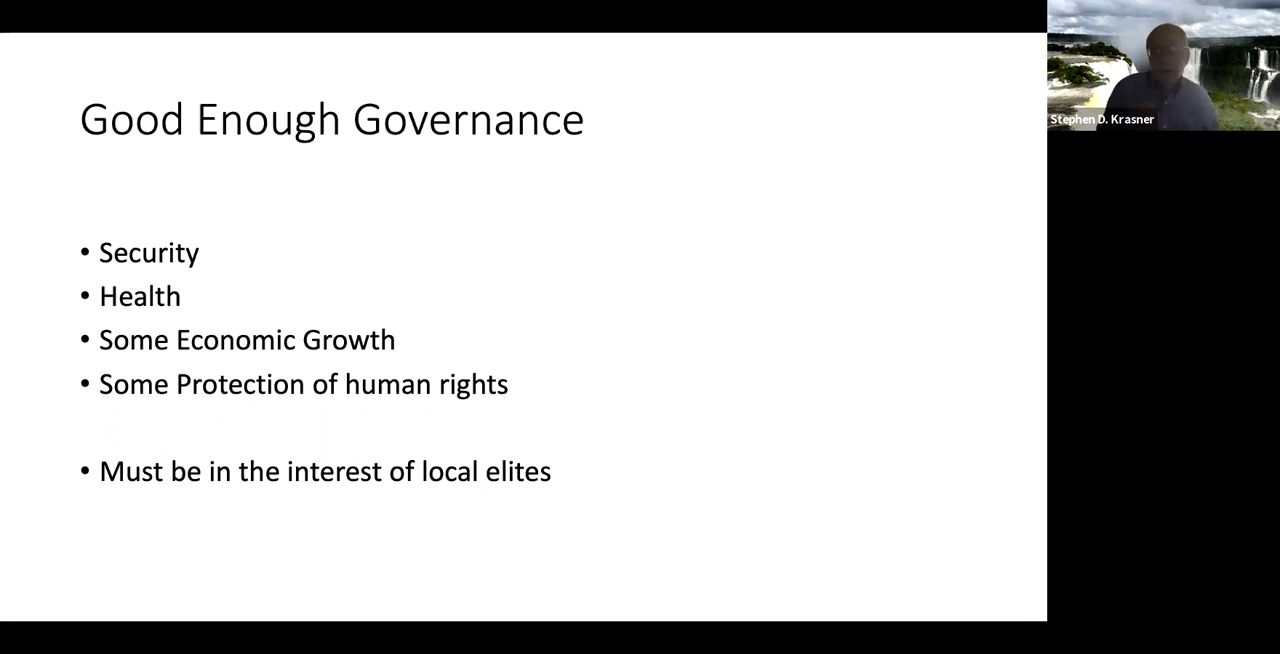 Good Enough Governance
• Security
• Health
• Some Economic Growth
• Some Protection of human rights
• Must be in the interest of local elites
Stephen D. Krasner